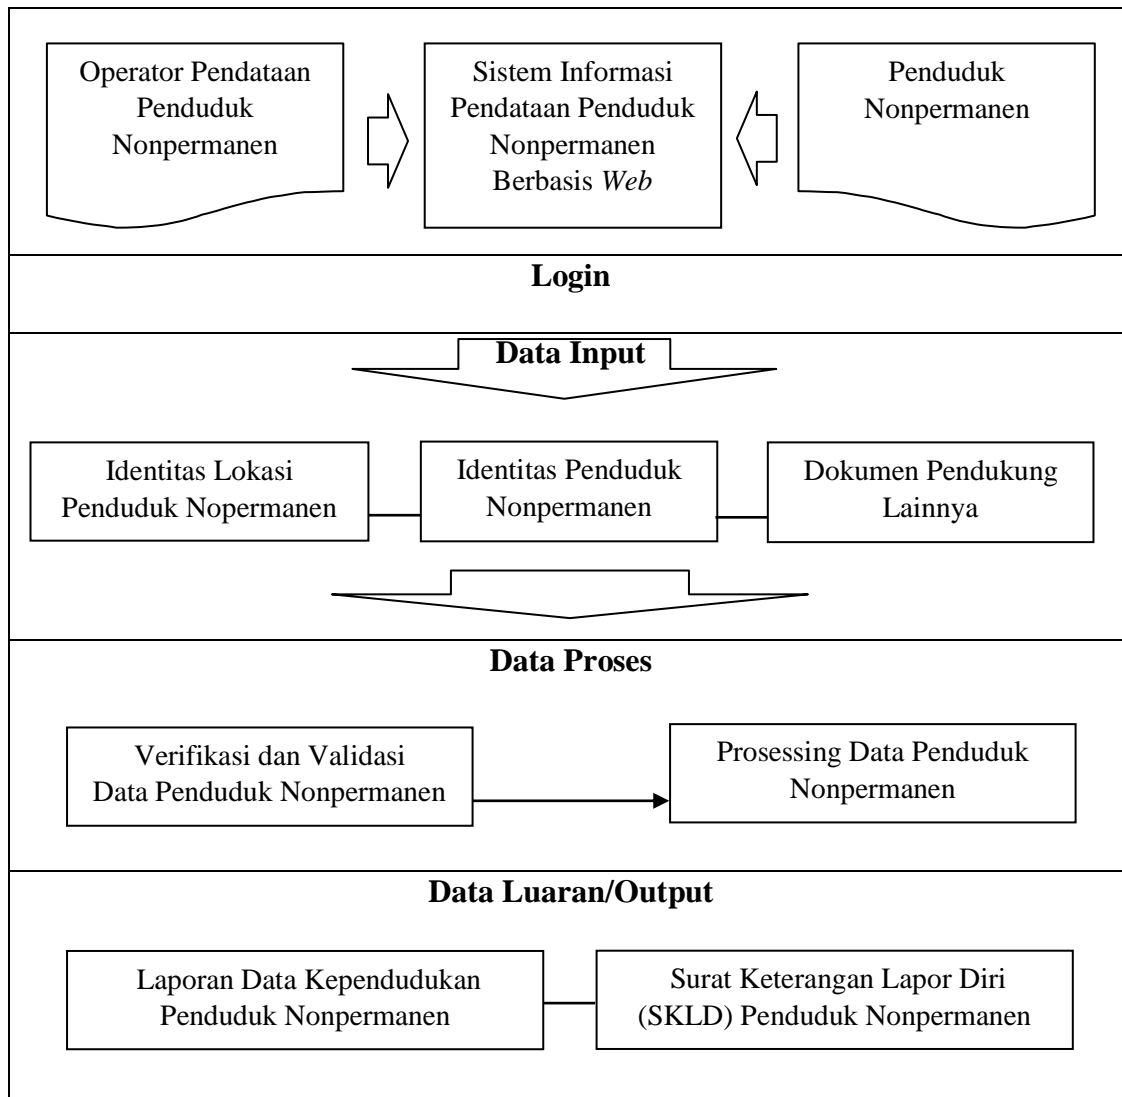 Operator Pendataan
Penduduk
Nonpermanen
Sistem Informasi
Pendataan Penduduk
Nonpermanen
Berbasis Web
Penduduk
Nonpermanen
Login
Data Input
Identitas Lokasi
Penduduk Nopermanen
Identitas Penduduk
Nonpermanen
Dokumen Pendukung
Lainnya
Data Proses
Verifikasi dan Validasi
Data Penduduk Nonpermanen
Prosessing Data Penduduk
Nonpermanen
Data Luaran/Output
Laporan Data Kependudukan
Penduduk Nonpermanen
Surat Keterangan Lapor Diri
(SKLD) Penduduk Nonpermanen